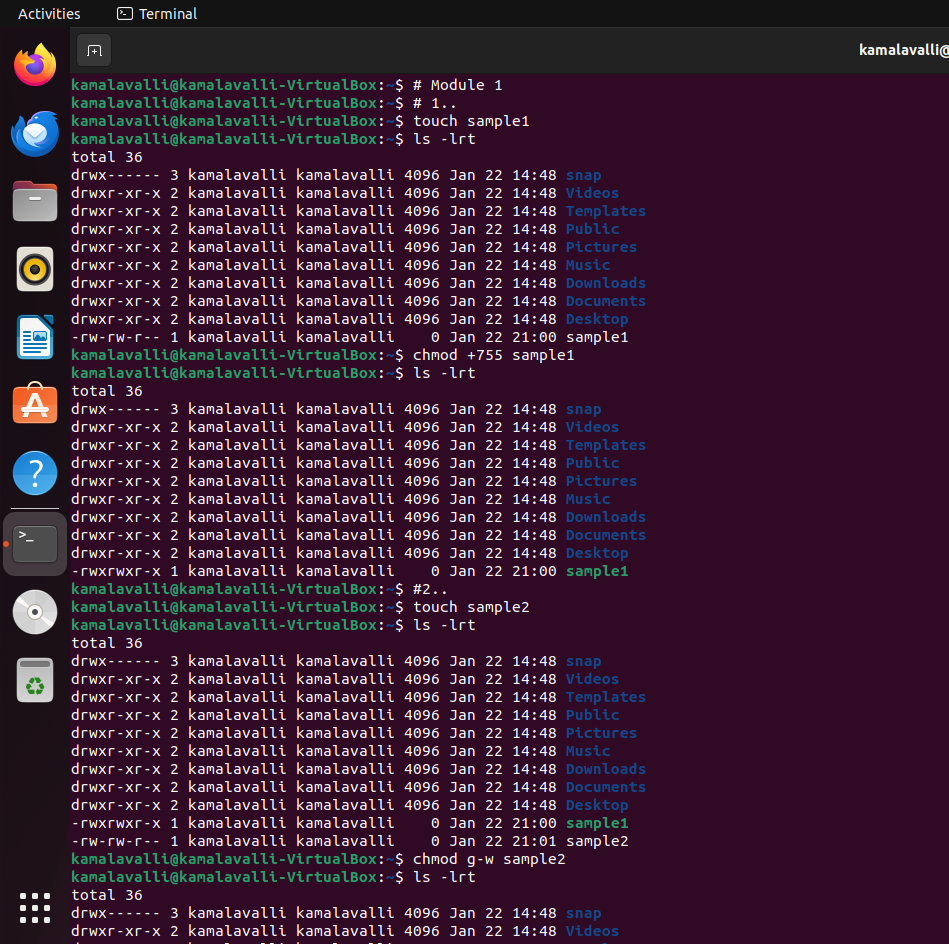 Activities
Terminal
kamalavalli@
kamalavalli@kamalavalli-VirtualBox:~$ # Module 1
kamalavalli@kamalavalli-VirtualBox:~$ # 1..
kamalavalli@kamalavalli-VirtualBox:~$ touch sample1
kamalavalli@kamalavalli-VirtualBox:~$ ls -lrt
total 36
drwx------ 3 kamalavalli kamalavalli 4096 Jan 22 14:48 snap
drwxr-xr-x 2 kamalavalli kamalavalli 4096 Jan 22 14:48 Videos
drwxr-xr-x 2 kamalavalli kamalavalli 4096 Jan 22 14:48 Templates
drwxr-xr-x 2 kamalavalli kamalavalli 4096 Jan 22 14:48 Public
drwxr-xr-x 2 kamalavalli kamalavalli 4096 Jan 22 14:48 Pictures
drwxr-xr-x 2 kamalavalli kamalavalli 4096 Jan 22 14:48 Music
drwxr-xr-x 2 kamalavalli kamalavalli 4096 Jan 22 14:48 Downloads
drwxr-xr-x 2 kamalavalli kamalavalli 4096 Jan 22 14:48 Documents
drwxr-xr-x 2 kamalavalli kamalavalli 4096 Jan 22 14:48 Desktop
-rw-rw-r-- 1 kamalavalli kamalavalli    0 Jan 22 21:00 sample1
kamalavalli@kamalavalli-VirtualBox:~$ chmod +755 sample1
kamalavalli@kamalavalli-VirtualBox:~$ ls -lrt
total 36
drwx------ 3 kamalavalli kamalavalli 4096 Jan 22 14:48 snap
drwxr-xr-x 2 kamalavalli kamalavalli 4096 Jan 22 14:48 Videos
drwxr-xr-x 2 kamalavalli kamalavalli 4096 Jan 22 14:48 Templates
drwxr-xr-x 2 kamalavalli kamalavalli 4096 Jan 22 14:48 Public
drwxr-xr-x 2 kamalavalli kamalavalli 4096 Jan 22 14:48 Pictures
drwxr-xr-x 2 kamalavalli kamalavalli 4096 Jan 22 14:48 Music
drwxr-xr-x 2 kamalavalli kamalavalli 4096 Jan 22 14:48 Downloads
drwxr-xr-x 2 kamalavalli kamalavalli 4096 Jan 22 14:48 Documents
drwxr-xr-x 2 kamalavalli kamalavalli 4096 Jan 22 14:48 Desktop
-rwxrwxr-x 1 kamalavalli kamalavalli    0 Jan 22 21:00 sample1
kamalavalli@kamalavalli-VirtualBox:~$ #2..
kamalavalli@kamalavalli-VirtualBox:~$ touch sample2
kamalavalli@kamalavalli-VirtualBox:~$ ls -lrt
total 36
drwx------ 3 kamalavalli kamalavalli 4096 Jan 22 14:48 snap
drwxr-xr-x 2 kamalavalli kamalavalli 4096 Jan 22 14:48 Videos
drwxr-xr-x 2 kamalavalli kamalavalli 4096 Jan 22 14:48 Templates
drwxr-xr-x 2 kamalavalli kamalavalli 4096 Jan 22 14:48 Public
drwxr-xr-x 2 kamalavalli kamalavalli 4096 Jan 22 14:48 Pictures
drwxr-xr-x 2 kamalavalli kamalavalli 4096 Jan 22 14:48 Music
drwxr-xr-x 2 kamalavalli kamalavalli 4096 Jan 22 14:48 Downloads
drwxr-xr-x 2 kamalavalli kamalavalli 4096 Jan 22 14:48 Documents
drwxr-xr-x 2 kamalavalli kamalavalli 4096 Jan 22 14:48 Desktop
-rwxrwxr-x 1 kamalavalli kamalavalli    0 Jan 22 21:00 sample1
-rw-rw-r-- 1 kamalavalli kamalavalli    0 Jan 22 21:01 sample2
kamalavalli@kamalavalli-VirtualBox:~$ chmod g-w sample2
kamalavalli@kamalavalli-VirtualBox:~$ ls -lrt
total 36
drwx------ 3 kamalavalli kamalavalli 4096 Jan 22 14:48 snap
drwxr-xr-x 2 kamalavalli kamalavalli 4096 Jan 22 14:48 Videos